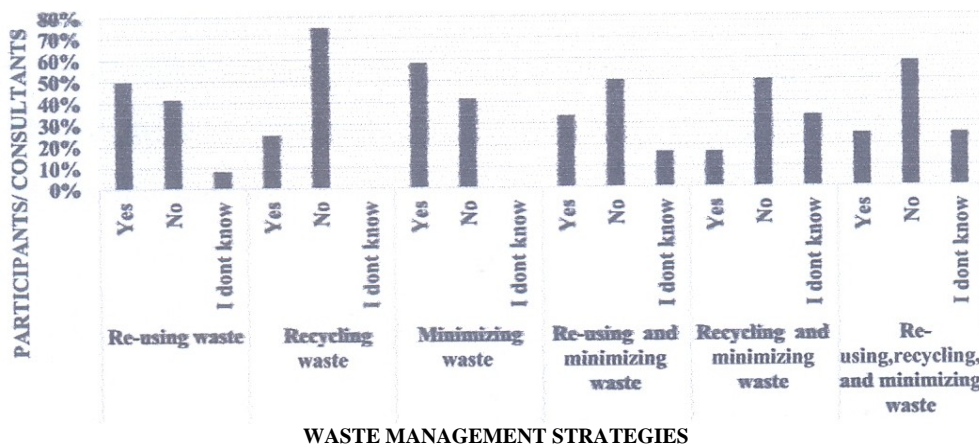 80%
70%
60%
50%
40%
30%
20%
10%
0%
PARTICIPANTS/ CONSULTANTS
Yes
No
I dont know
Yes
No
I dont know
Yes
No
I dont know
Yes
No
I dont know
Yes
No
I dont know
Yes
No
I dont know
Re-using waste
Recycling
waste
Minimizing
waste
Re-using and
minimizing
waste
Recycling and
minimizing
waste
Re-
using,recycling,
and minimizing
waste
WASTE MANAGEMENT STRATEGIES